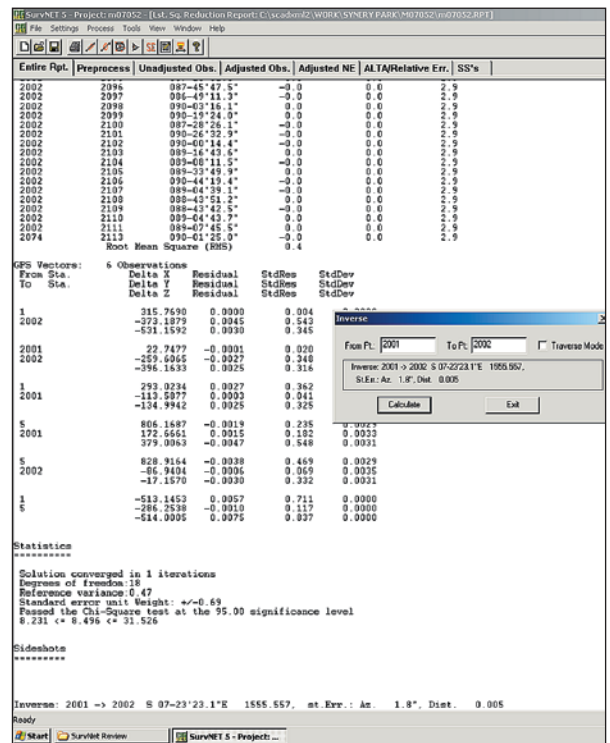 SurvNET 5 - Project: m07052 - [Lst. Sq. Reduction Report: C:\scadxml2\WORK\SYNERY PARK\M07052\m07052.RPT]
File Settings Process Tools View Window Help
Entire Rpt. Preprocess Unadjusted Obs. Adjusted Obs. Adjusted NE ALTA/Relative Err. SS's
2002 2096 087-45'47.5" -0.0 0.0 2.9
2002 2097 086-49'11.3" -0.0 0.0 2.9
2002 2098 090-03'16.1" 0.0 0.0 2.9
2002 2099 090-19'24.0" 0.0 0.0 2.9
2002 2100 087-28'26.1" -0.0 0.0 2.9
2002 2101 090-26'32.9" 0.0 0.0 2.9
2002 2102 090-00'14.4" -0.0 0.0 2.9
2002 2103 089-16'43.6" 0.0 0.0 2.9
2002 2104 089-08'11.5" -0.0 0.0 2.9
2002 2105 089-33'49.9" 0.0 0.0 2.9
2002 2106 090-44'19.4" -0.0 0.0 2.9
2002 2107 089-04'39.1" 0.0 0.0 2.9
2002 2108 088-43'51.2" 0.0 0.0 2.9
2002 2109 088-43'42.5" -0.0 0.0 2.9
2002 2110 089-04'43.7" 0.0 0.0 2.9
2002 2111 089-07'45.5" 0.0 0.0 2.9
2074 2113 090-01'25.0" -0.0 0.0 2.9
Root Mean Square (RMS) 0.4
GPS Vectors: 6 Observations
From Sta. Delta X Residual StdRes StdDev
To Sta. Delta Y Residual StdRes StdDev
Delta Z Residual StdRes StdDev
1 315.7690 0.0000 0.004
2002 -373.1879 0.0045 0.543
-531.1592 0.0030 0.345
2001 22.7477 -0.0001 0.020
2002 -259.6065 -0.0027 0.348
-396.1633 0.0025 0.316
1 293.0234 0.0027 0.362
2001 -113.5877 0.0003 0.041
-134.9942 0.0025 0.325
5 806.1687 -0.0019 0.235 0.0029
2001 172.6661 0.0015 0.182 0.0033
379.0063 -0.0047 0.548 0.0031
5 828.9164 -0.0038 0.469 0.0029
2002 -86.9404 -0.0006 0.069 0.0035
-17.1570 -0.0030 0.332 0.0031
1 -513.1453 0.0057 0.711 0.0000
5 -286.2538 -0.0010 0.117 0.0000
-514.0005 0.0075 0.837 0.0000
Inverse
From Pt.: 2001 To Pt.: 2002 Traverse Mode
Inverse: 2001 -> 2002 S 07-23'23.1"E 1555.557,
St.Err.: Az. 1.8", Dist. 0.005
Calculate Exit
Statistics
==========
Solution converged in 1 iterations
Degrees of freedom:18
Reference variance:0.47
Standard error unit Weight: +/-0.69
Passed the Chi-Square test at the 95.00 significance level
8.231 <= 8.496 <= 31.526
Sideshots
=========
Inverse: 2001 -> 2002 S 07-23'23.1"E 1555.557, st.Err.: Az. 1.8", Dist. 0.005
Ready
Start SurvNet Review SurvNET 5 - Project: ...